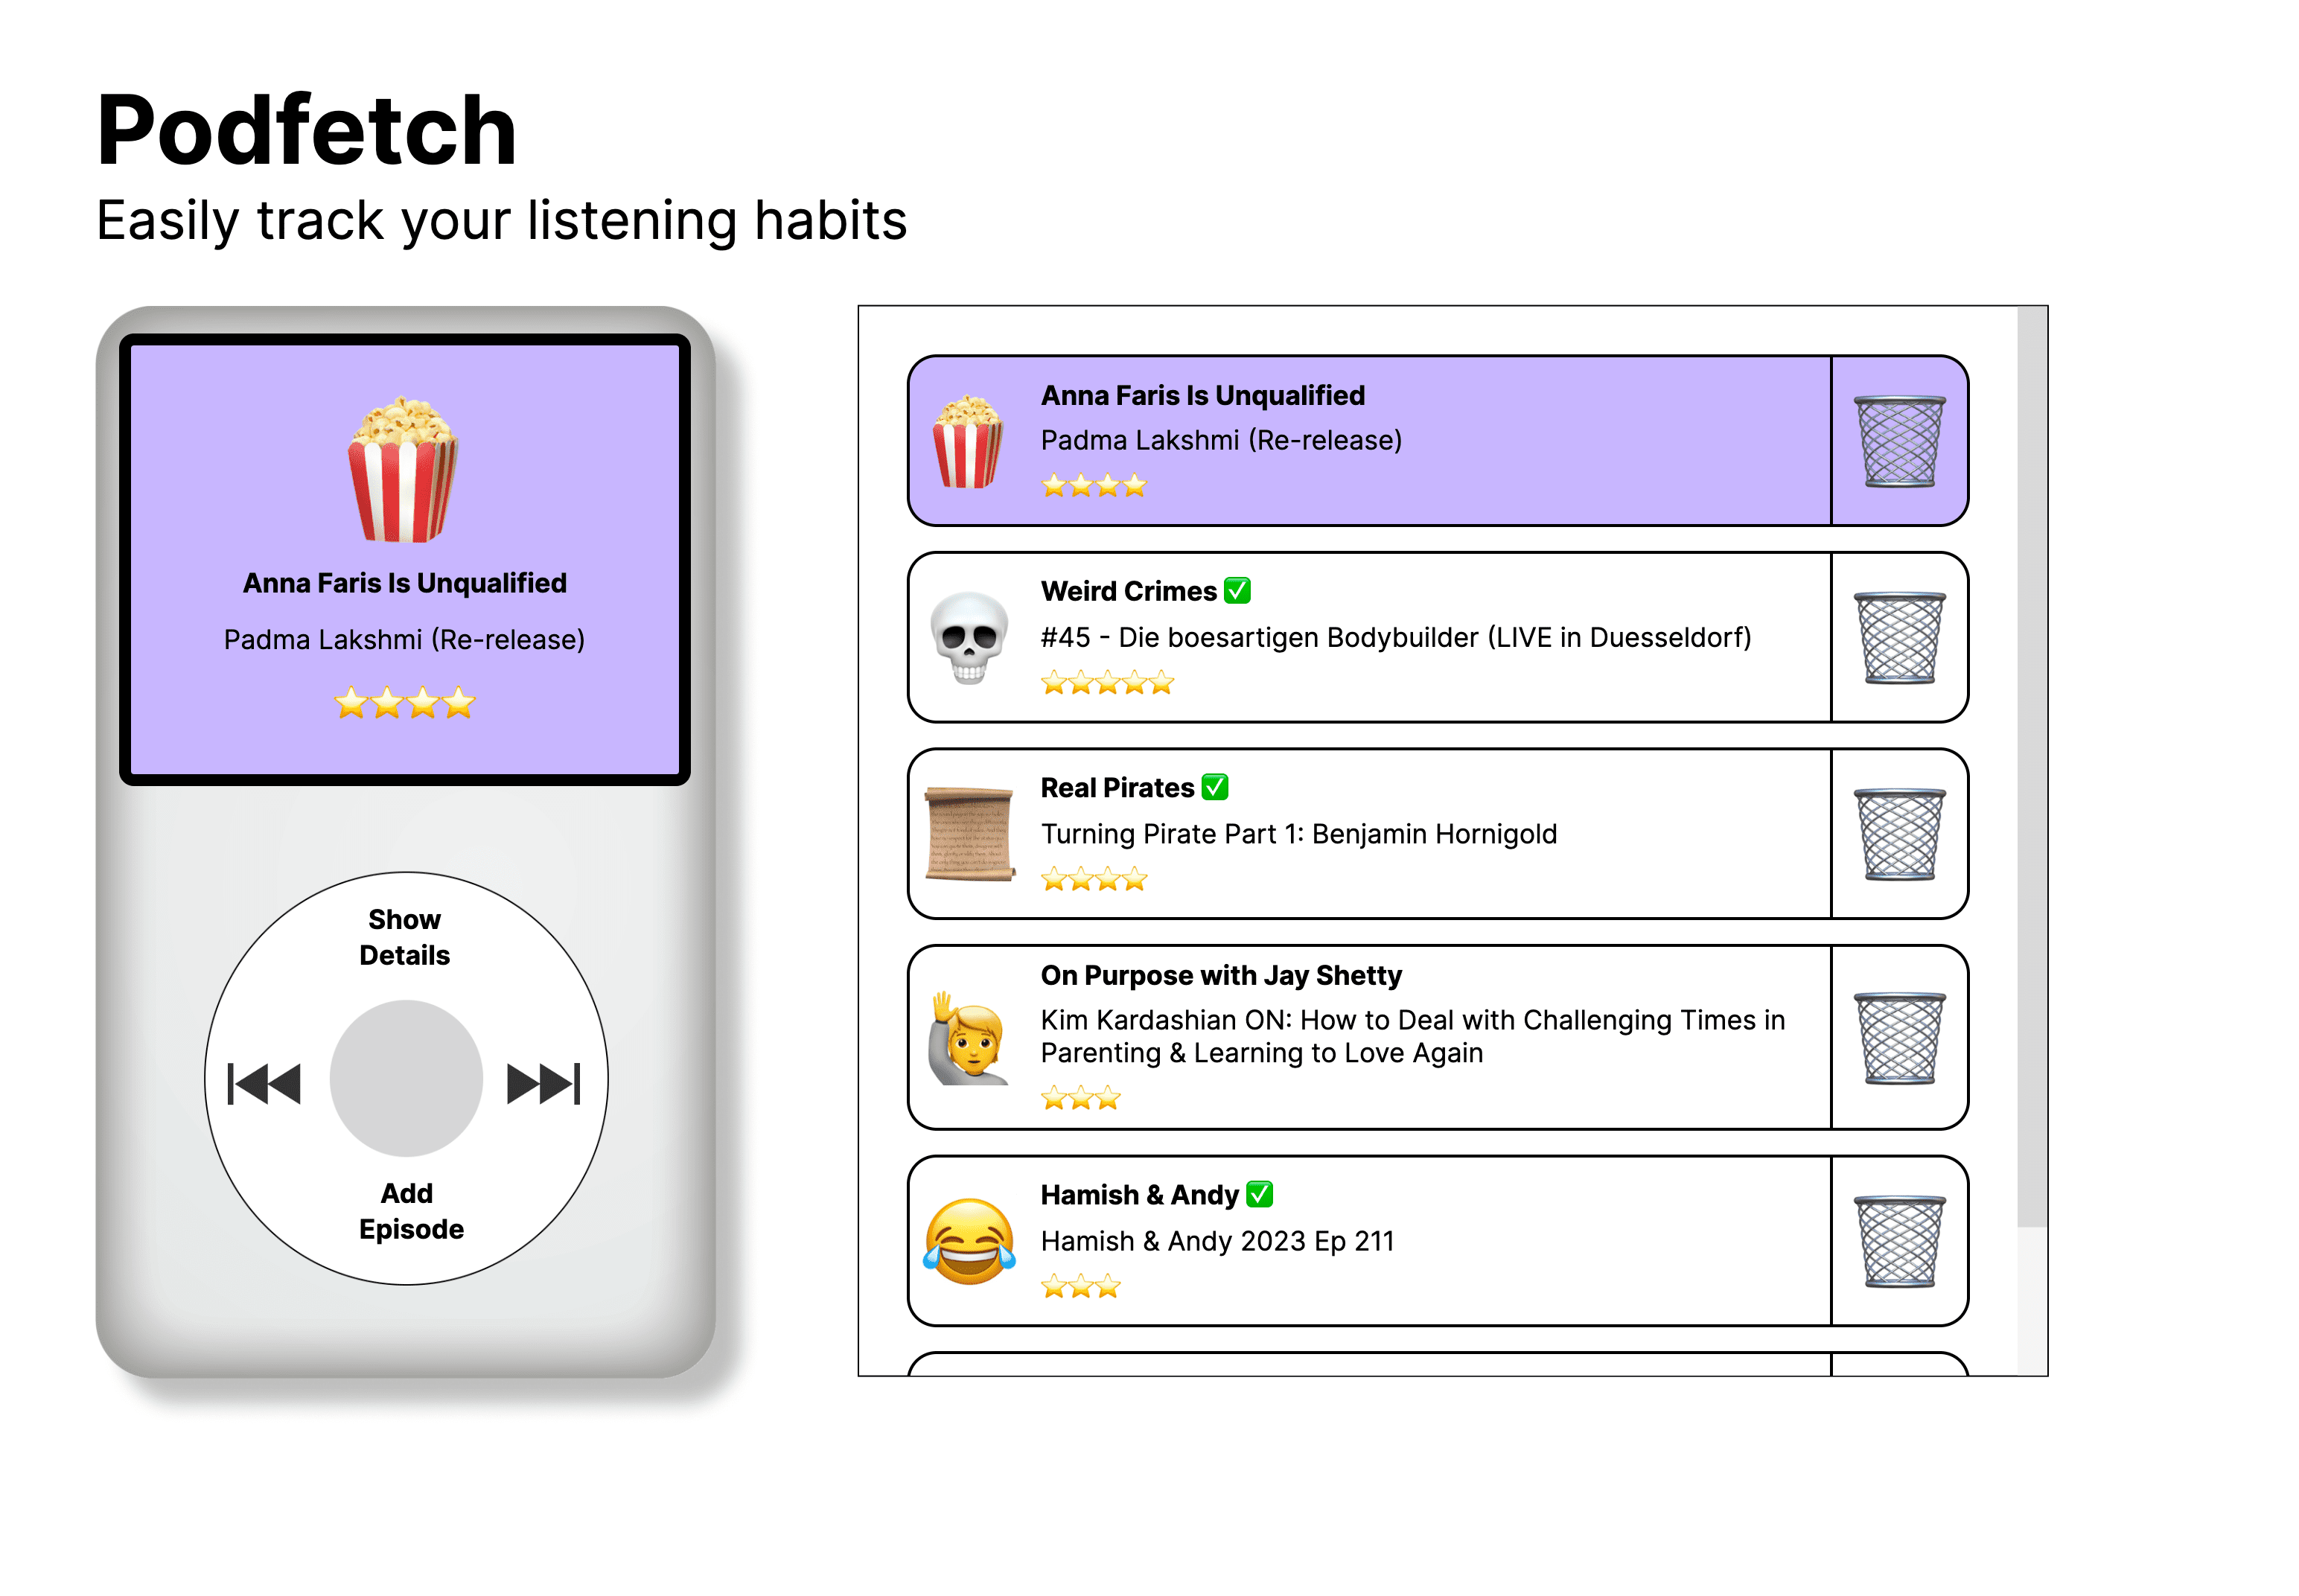 Podfetch
Easily track your listening habits
Anna Faris Is Unqualified
Padma Lakshmi (Re-release)
Show
Details
Add
Episode
Anna Faris Is Unqualified
Padma Lakshmi (Re-release)
Weird Crimes ✅
#45 - Die boesartigen Bodybuilder (LIVE in Duesseldorf)
Real Pirates ✅
Turning Pirate Part 1: Benjamin Hornigold
On Purpose with Jay Shetty
Kim Kardashian ON: How to Deal with Challenging Times in
Parenting & Learning to Love Again
Hamish & Andy ✅
Hamish & Andy 2023 Ep 211